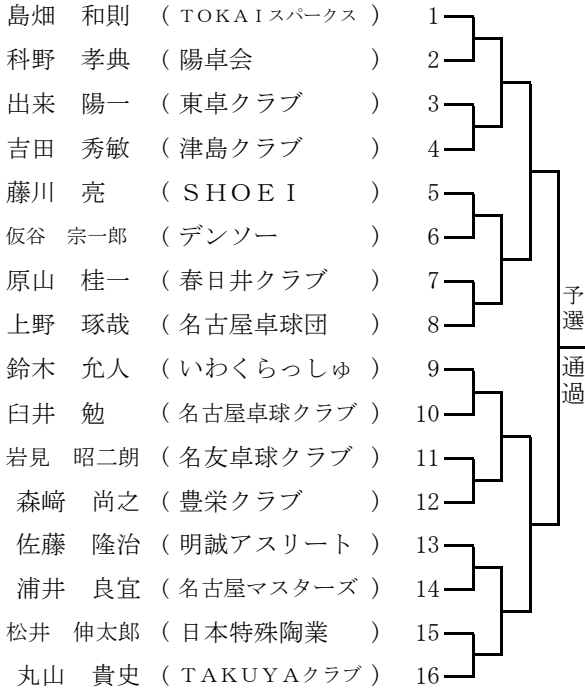 島畑　和則　（ＴＯＫＡＩスパークス）　1
科野　孝典　（陽卓会　　　　　　）　2
出来　陽一　（東卓クラブ　　　　）　3
吉田　秀敏　（津島クラブ　　　　）　4
藤川　亮　　（ＳＨＯＥＩ　　　　）　5
仮谷　宗一郎　（デンソー　　　　）　6
原山　桂一　（春日井クラブ　　　）　7
上野　琢哉　（名古屋卓球団　　　）　8
鈴木　允人　（いわくらっしゅ　）　9
臼井　勉　　（名古屋卓球クラブ）　10
岩見　昭二朗　（名友卓球クラブ　）　11
森﨑　尚之　（豊栄クラブ　　　　）　12
佐藤　隆治　（明誠アスリート　）　13
浦井　良宜　（名古屋マスターズ）　14
松井　伸太郎　（日本特殊陶業　　）　15
丸山　貴史　（ＴＡＫＵＹＡクラブ）　16
予選通過